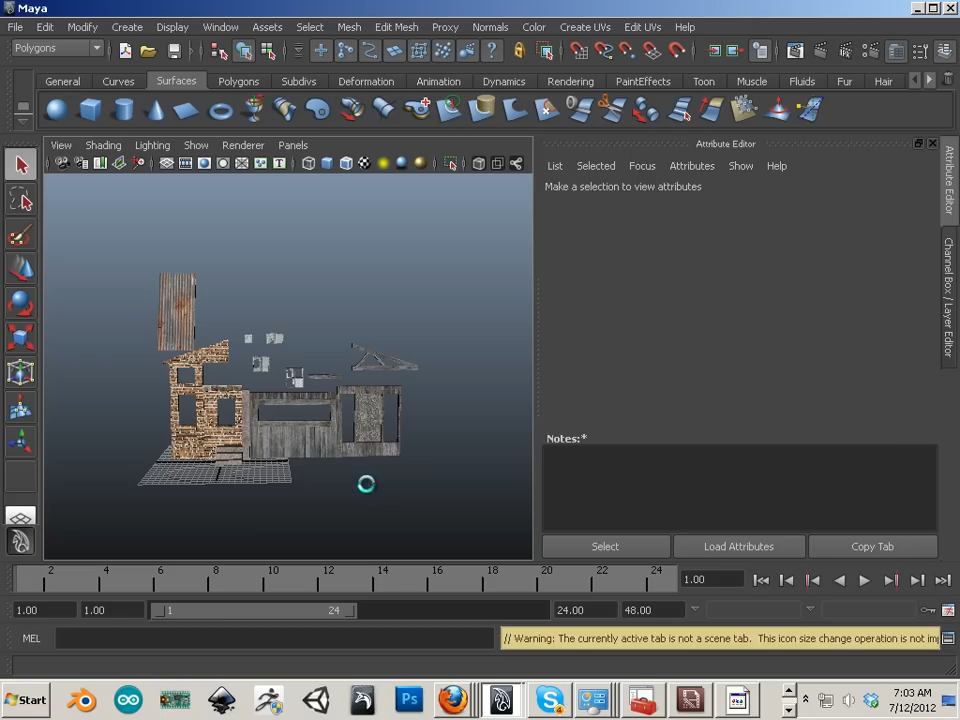 Maya
File Edit Modify Create Display Window Assets Select Mesh Edit Mesh Proxy Normals Color Create UVs Edit UVs Help
Polygons
General Curves Surfaces Polygons Subdivs Deformation Animation Dynamics Rendering PaintEffects Toon Muscle Fluids Fur Hair
View Shading Lighting Show Renderer Panels
Attribute Editor
List Selected Focus Attributes Show Help
Make a selection to view attributes
Attribute Editor
Channel Box / Layer Editor
Notes:*
Select Load Attributes Copy Tab
2 4 6 8 10 12 14 16 18 20 22 24 1.00
1.00 1.00 1 24 24.00 48.00
MEL // Warning: The currently active tab is not a scene tab. This icon size change operation is not im
Start Ps 7:03 AM
7/12/2012